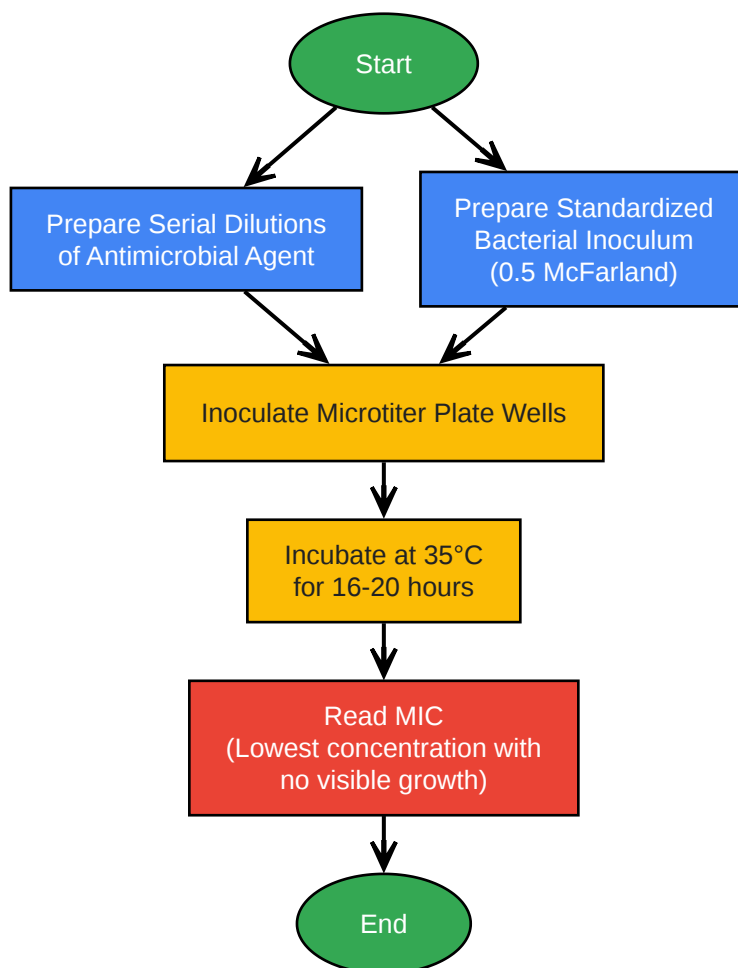 Start
Prepare Serial Dilutions
of Antimicrobial Agent
Prepare Standardized
Bacterial Inoculum
(0.5 McFarland)
Inoculate Microtiter Plate Wells
Incubate at 35°C
for 16-20 hours
Read MIC
(Lowest concentration with
no visible growth)
End